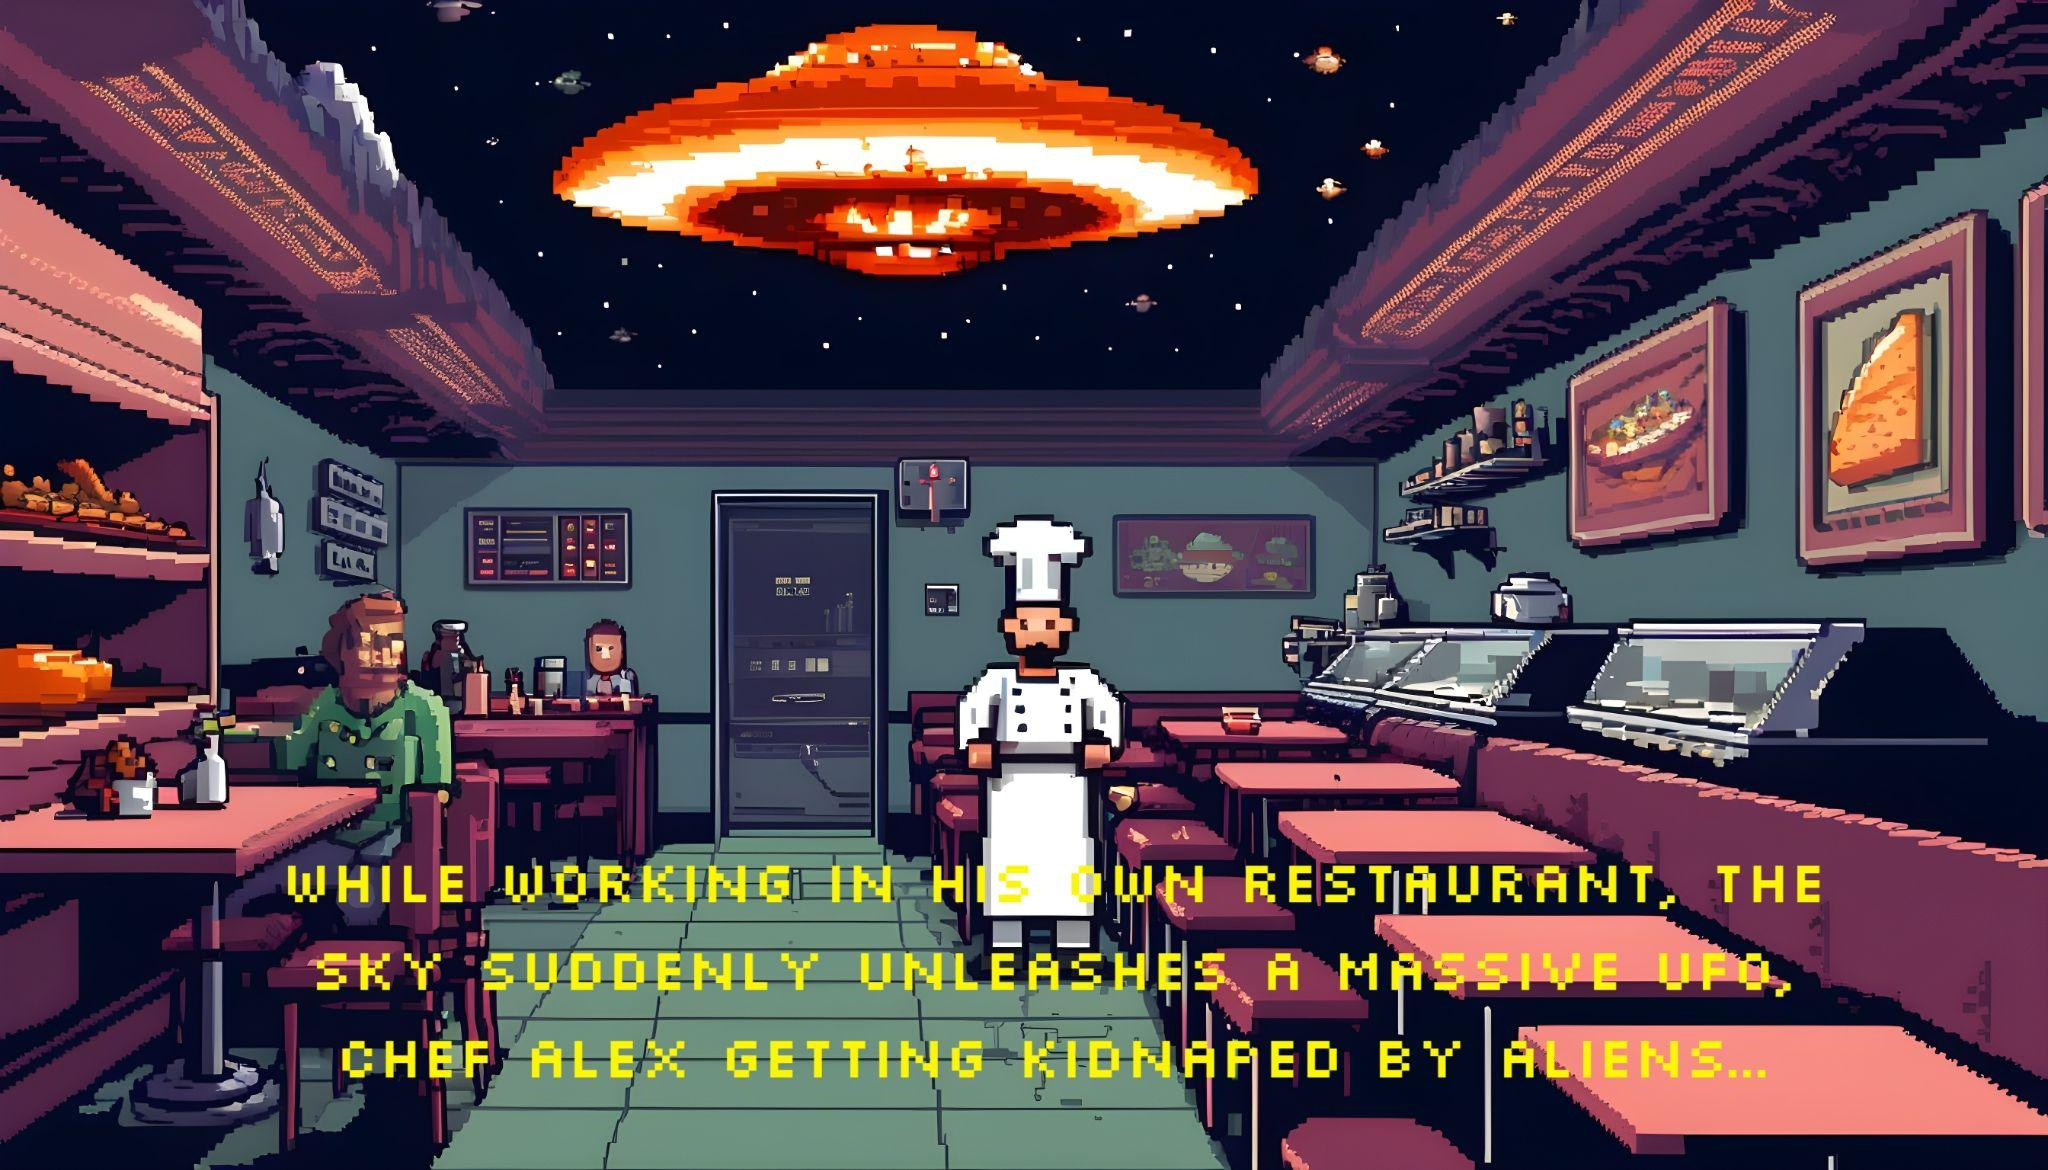 WHILE WORKING IN HIS OWN RESTAURANT, THE
SKY SUDDENLY UNLEASHES A MASSIVE UFO,
CHEF ALEX GETTING KIDNAPED BY ALIENS...